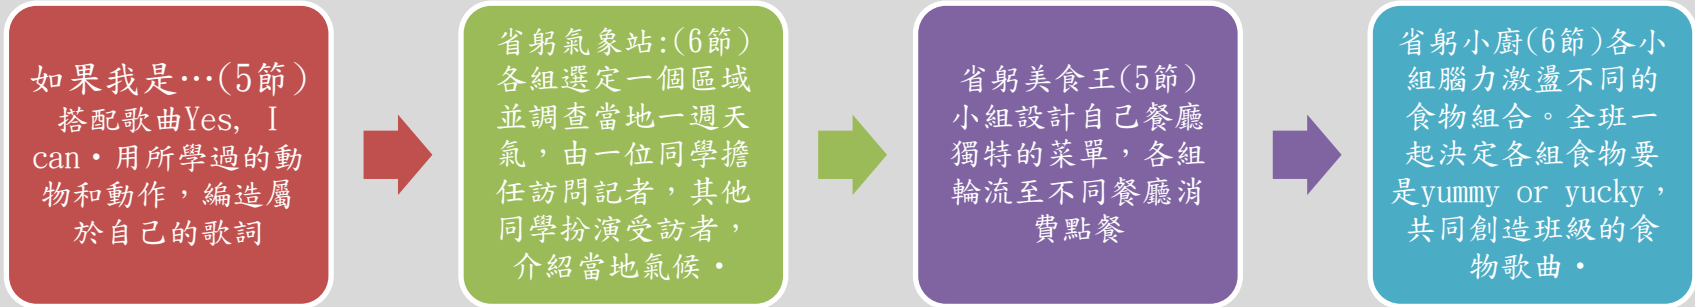 如果我是…(5節)
搭配歌曲Yes, I
can‧用所學過的動
物和動作，編造屬
於自己的歌詞
省躬氣象站:(6節)
各組選定一個區域
並調查當地一週天
氣，由一位同學擔
任訪問記者，其他
同學扮演受訪者，
介紹當地氣候‧
省躬美食王(5節)
小組設計自己餐廳
獨特的菜單，各組
輪流至不同餐廳消
費點餐
省躬小廚(6節)各小
組腦力激盪不同的
食物組合。全班一
起決定各組食物要
是yummy or yucky，
共同創造班級的食
物歌曲‧